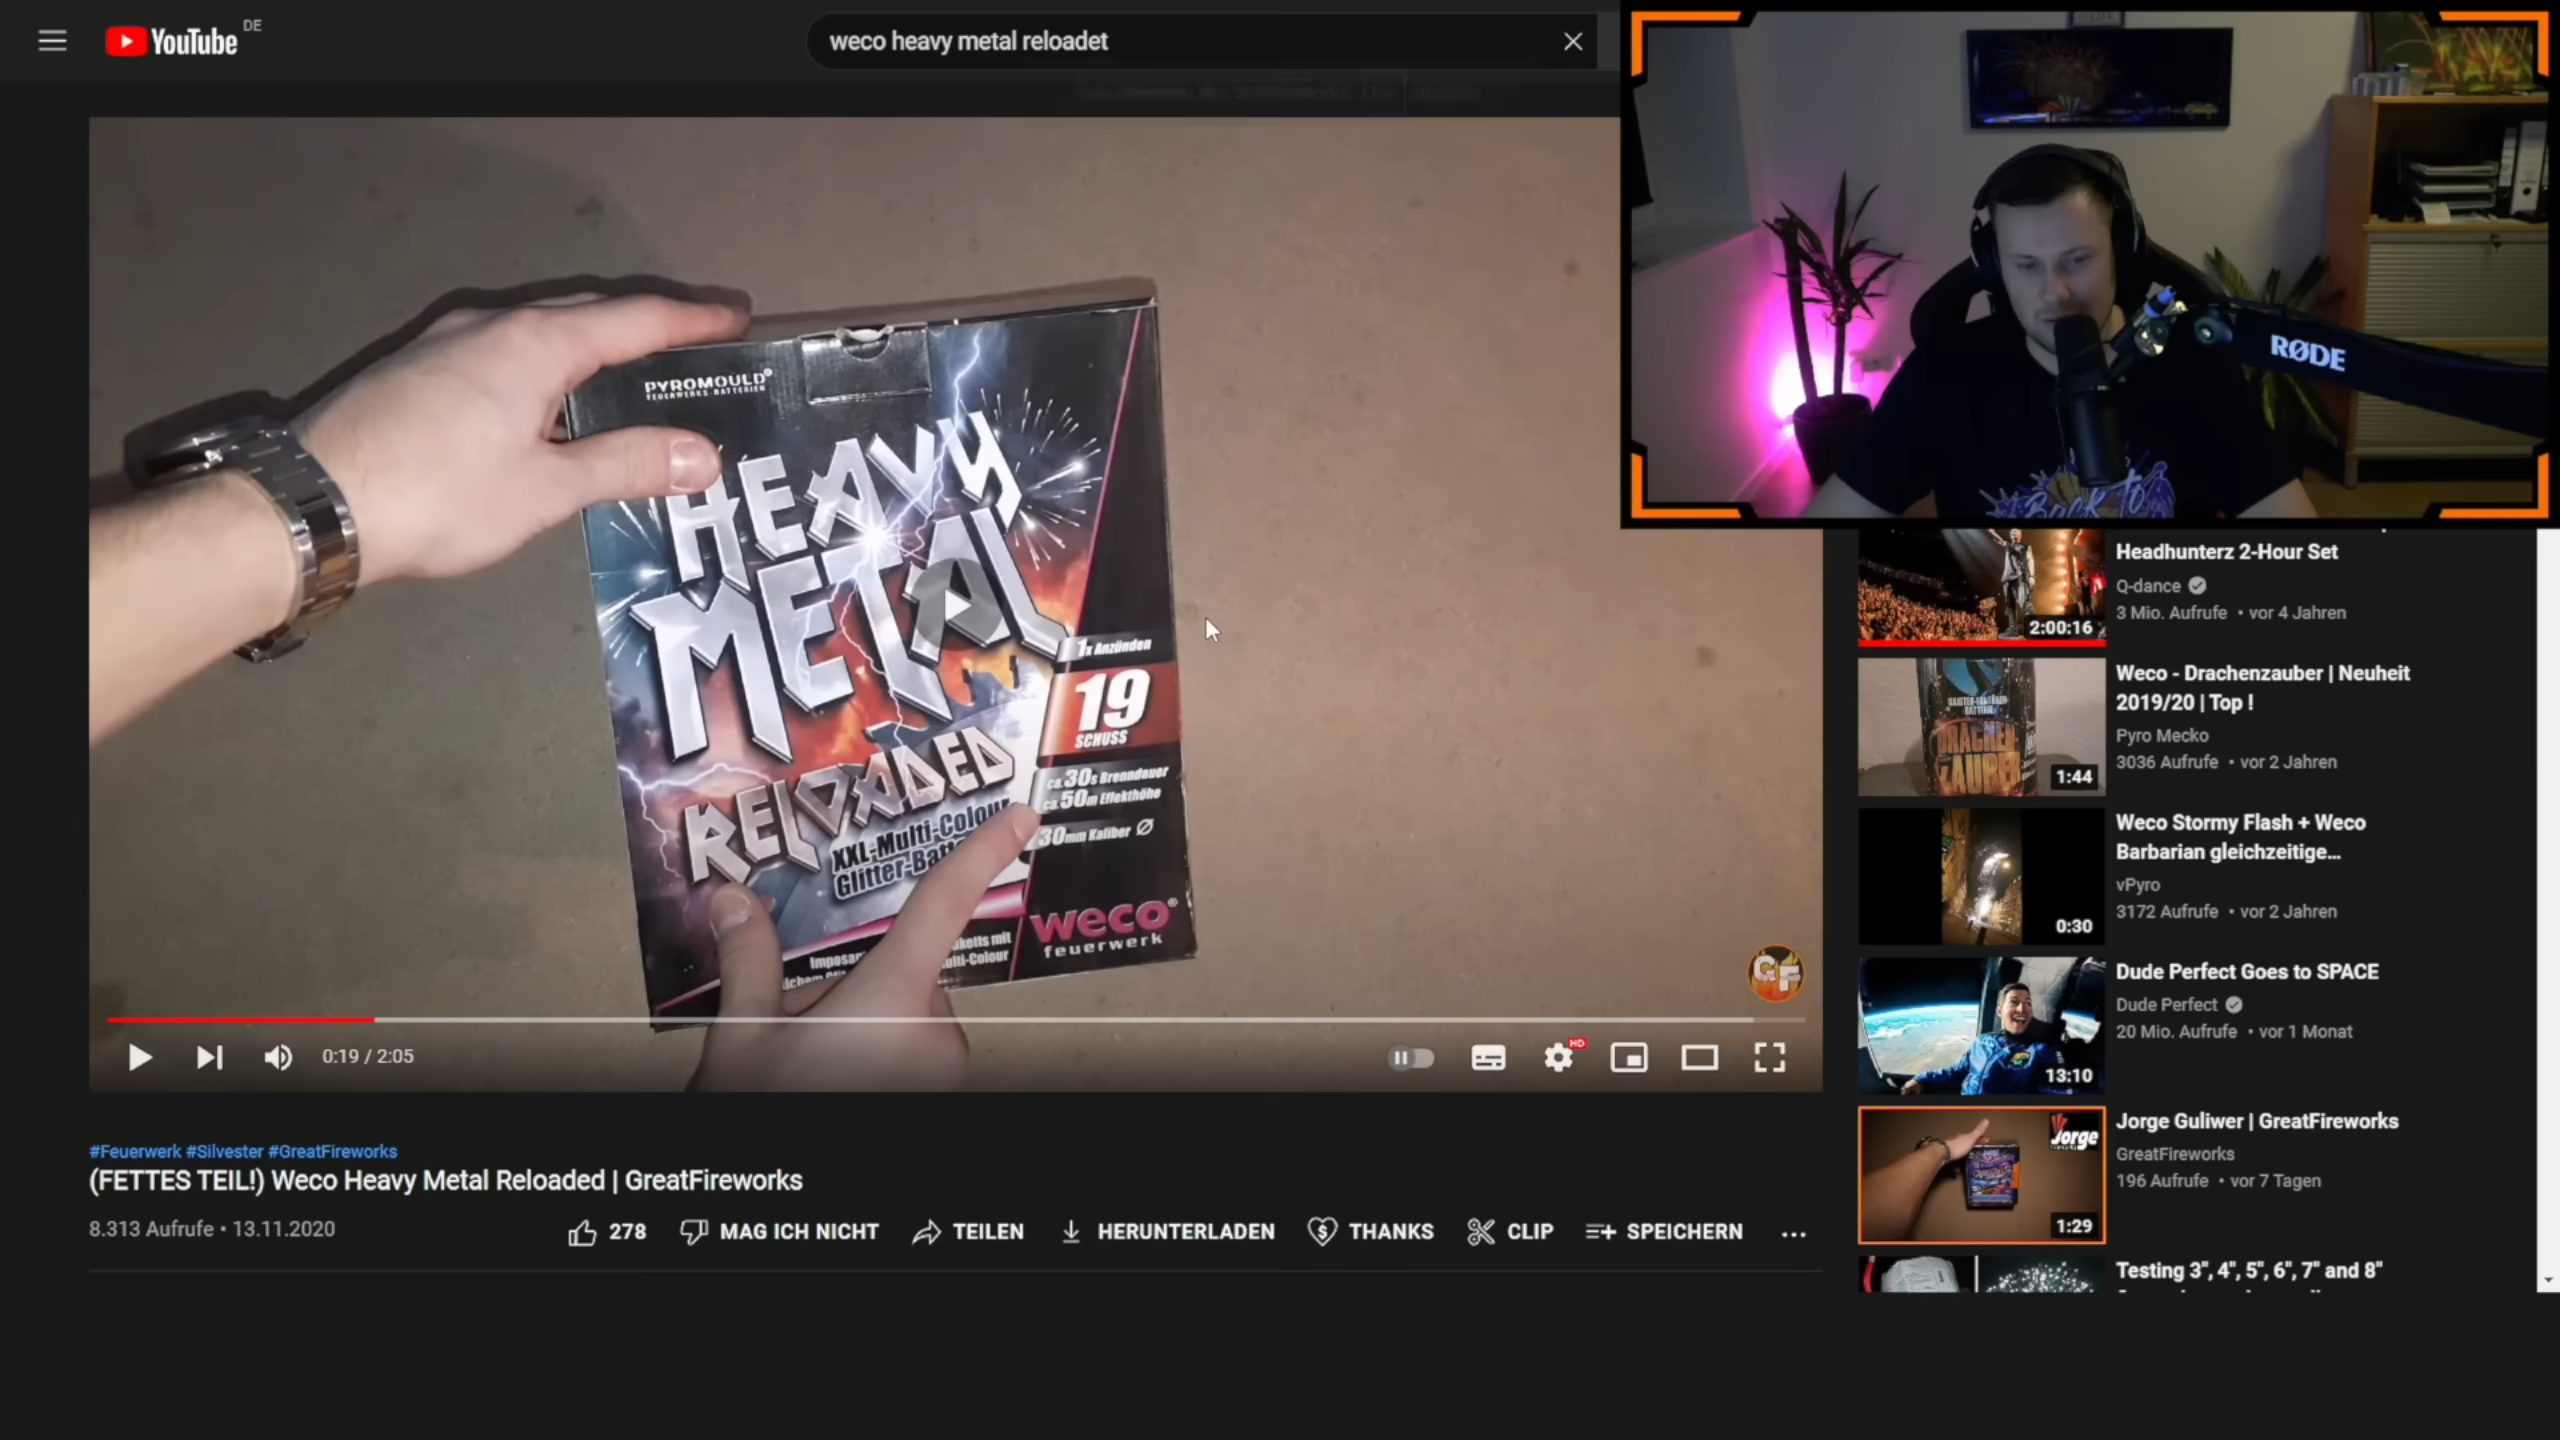 YouTube DE
weco heavy metal reloadet
PYROMOULD®
FEUERWERKS-BATTERIEN
HEAVY
METAL
RELOADED
XXL-Multi-Colour
1x Anzünden
19
SCHUSS
ca. 30s Brenndauer
ca. 50m Effekthöhe
30mm Kaliber Ø
weco®
feuerwerk
GF
0:19 / 2:05
HD
#Feuerwerk #Silvester #GreatFireworks
(FETTES TEIL!) Weco Heavy Metal Reloaded | GreatFireworks
8.313 Aufrufe • 13.11.2020
278
MAG ICH NICHT
TEILEN
HERUNTERLADEN
THANKS
CLIP
SPEICHERN
RØDE
Back to
Headhunterz 2-Hour Set
Q-dance
3 Mio. Aufrufe • vor 4 Jahren
2:00:16
Weco - Drachenzauber | Neuheit
2019/20 | Top !
Pyro Mecko
3036 Aufrufe • vor 2 Jahren
1:44
Weco Stormy Flash + Weco
Barbarian gleichzeitige...
vPyro
3172 Aufrufe • vor 2 Jahren
0:30
Dude Perfect Goes to SPACE
Dude Perfect
20 Mio. Aufrufe • vor 1 Monat
13:10
Jorge Guliwer | GreatFireworks
GreatFireworks
196 Aufrufe • vor 7 Tagen
Jorge
1:29
Testing 3", 4", 5", 6", 7" and 8"